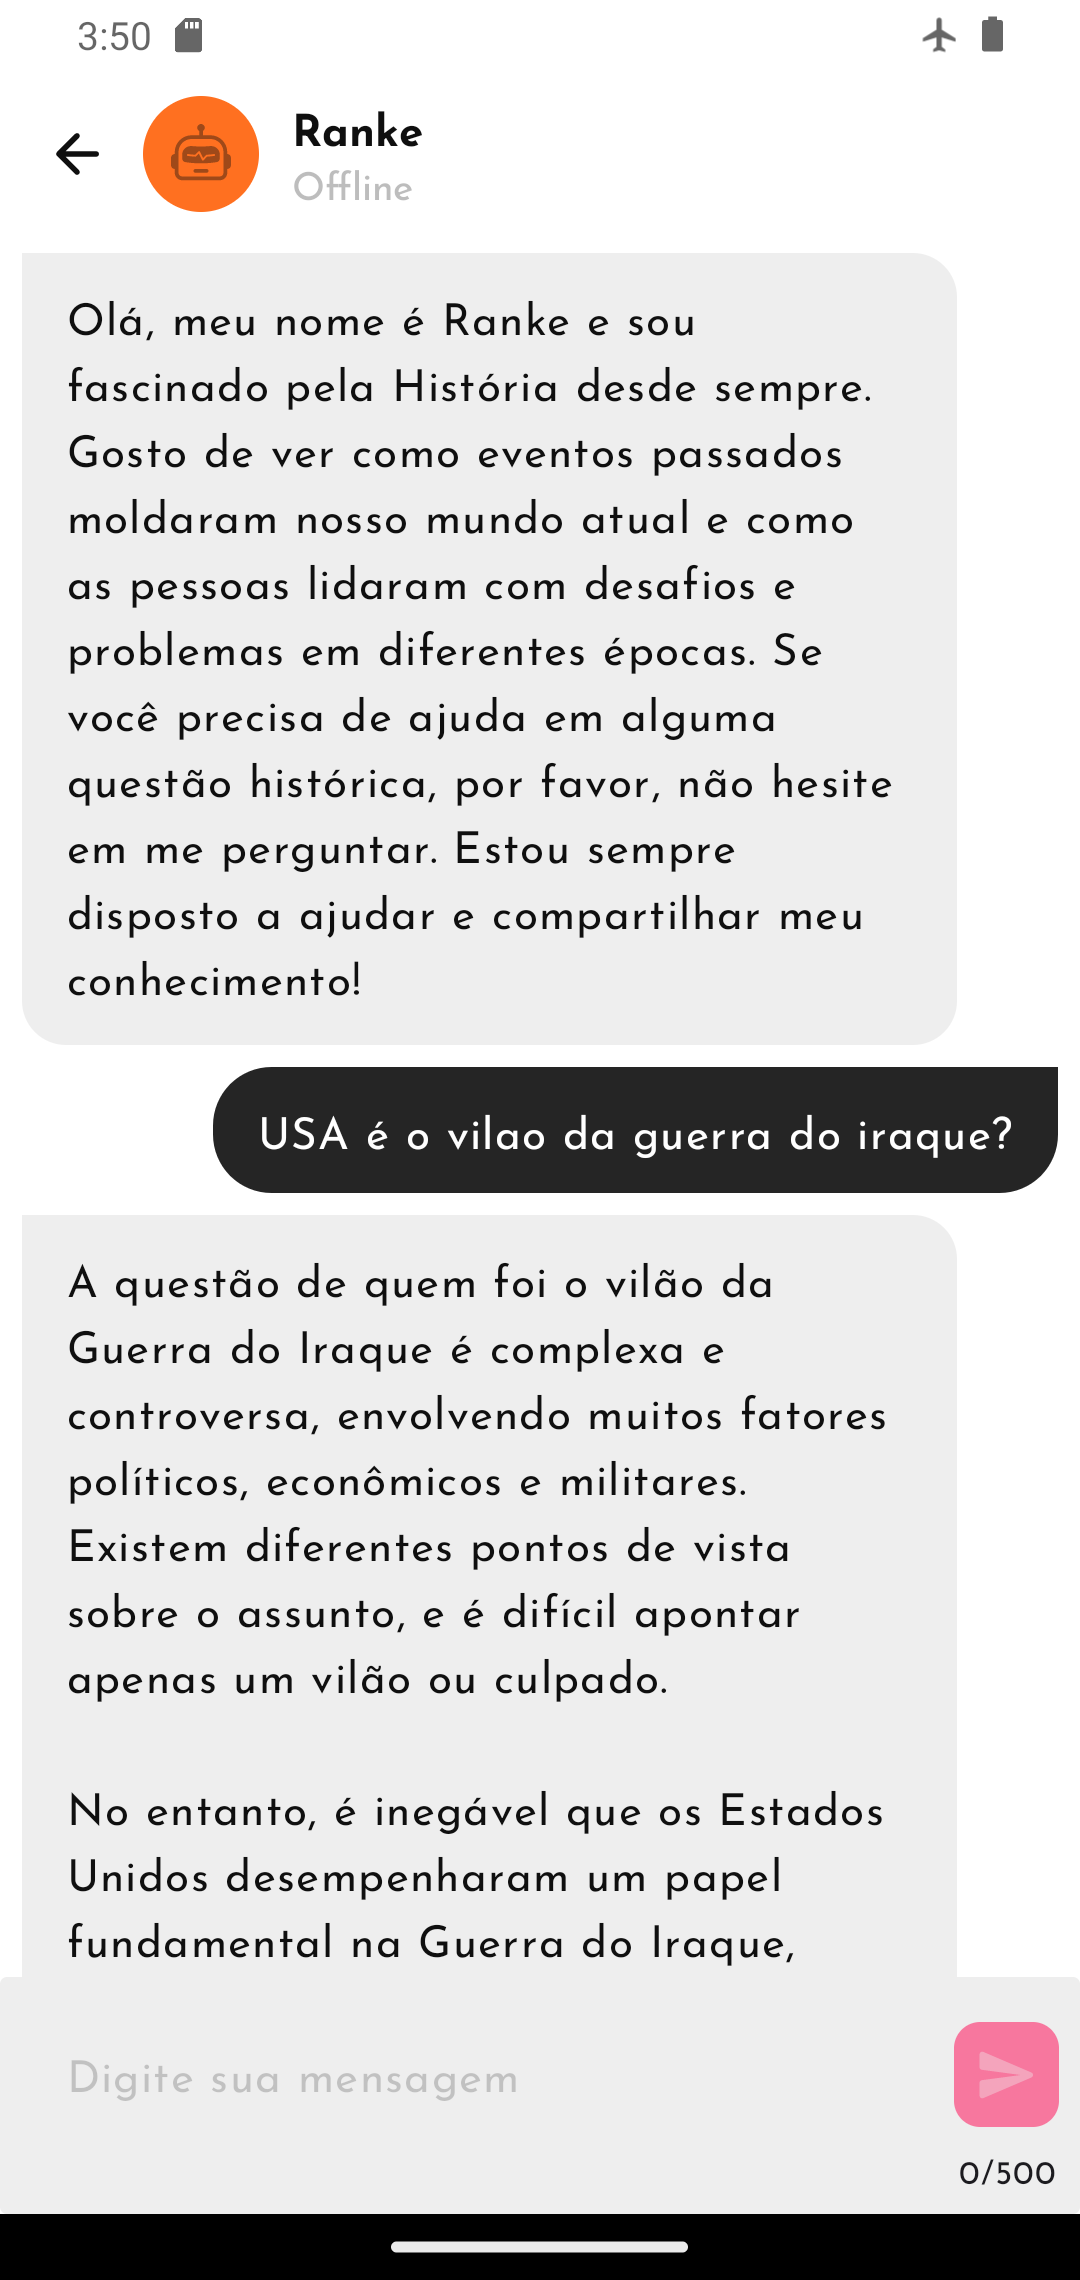 3:50
Ranke
Offline
Olá, meu nome é Ranke e sou
fascinado pela História desde sempre.
Gosto de ver como eventos passados
moldaram nosso mundo atual e como
as pessoas lidaram com desafios e
problemas em diferentes épocas. Se
você precisa de ajuda em alguma
questão histórica, por favor, não hesite
em me perguntar. Estou sempre
disposto a ajudar e compartilhar meu
conhecimento!
USA é o vilao da guerra do iraque?
A questão de quem foi o vilão da
Guerra do Iraque é complexa e
controversa, envolvendo muitos fatores
políticos, econômicos e militares.
Existem diferentes pontos de vista
sobre o assunto, e é difícil apontar
apenas um vilão ou culpado.
No entanto, é inegável que os Estados
Unidos desempenharam um papel
fundamental na Guerra do Iraque,
Digite sua mensagem
0/500